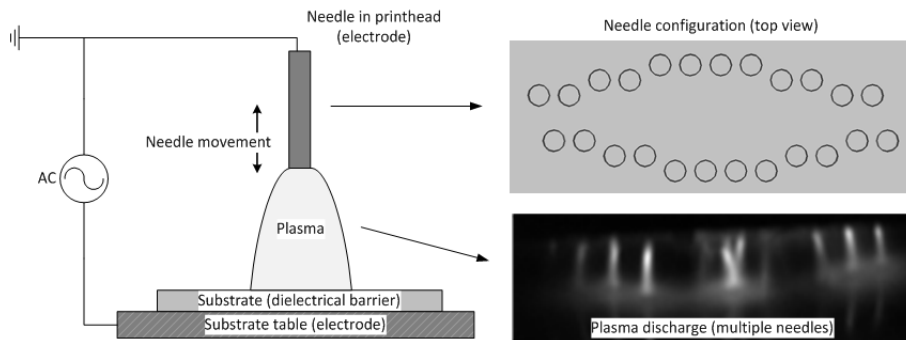 Needle in printhead
(electrode)
Needle configuration (top view)
Needle movement
AC
Plasma
Substrate (dielectrical barrier)
Substrate table (electrode)
Plasma discharge (multiple needles)